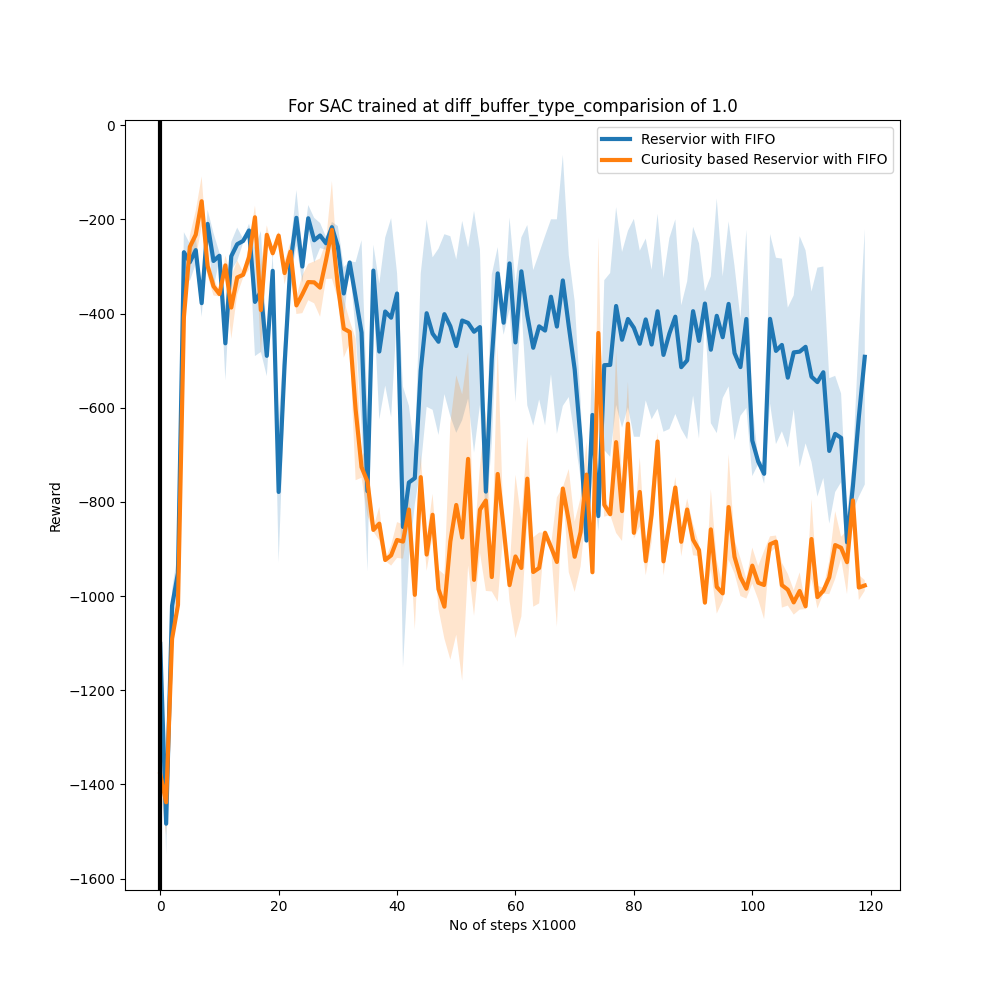 For SAC trained at diff_buffer_type_comparision of 1.0
Reservior with FIFO
Curiosity based Reservior with FIFO
0
−200
−400
−600
−800
−1000
−1200
−1400
−1600
Reward
0 20 40 60 80 100 120
No of steps X1000